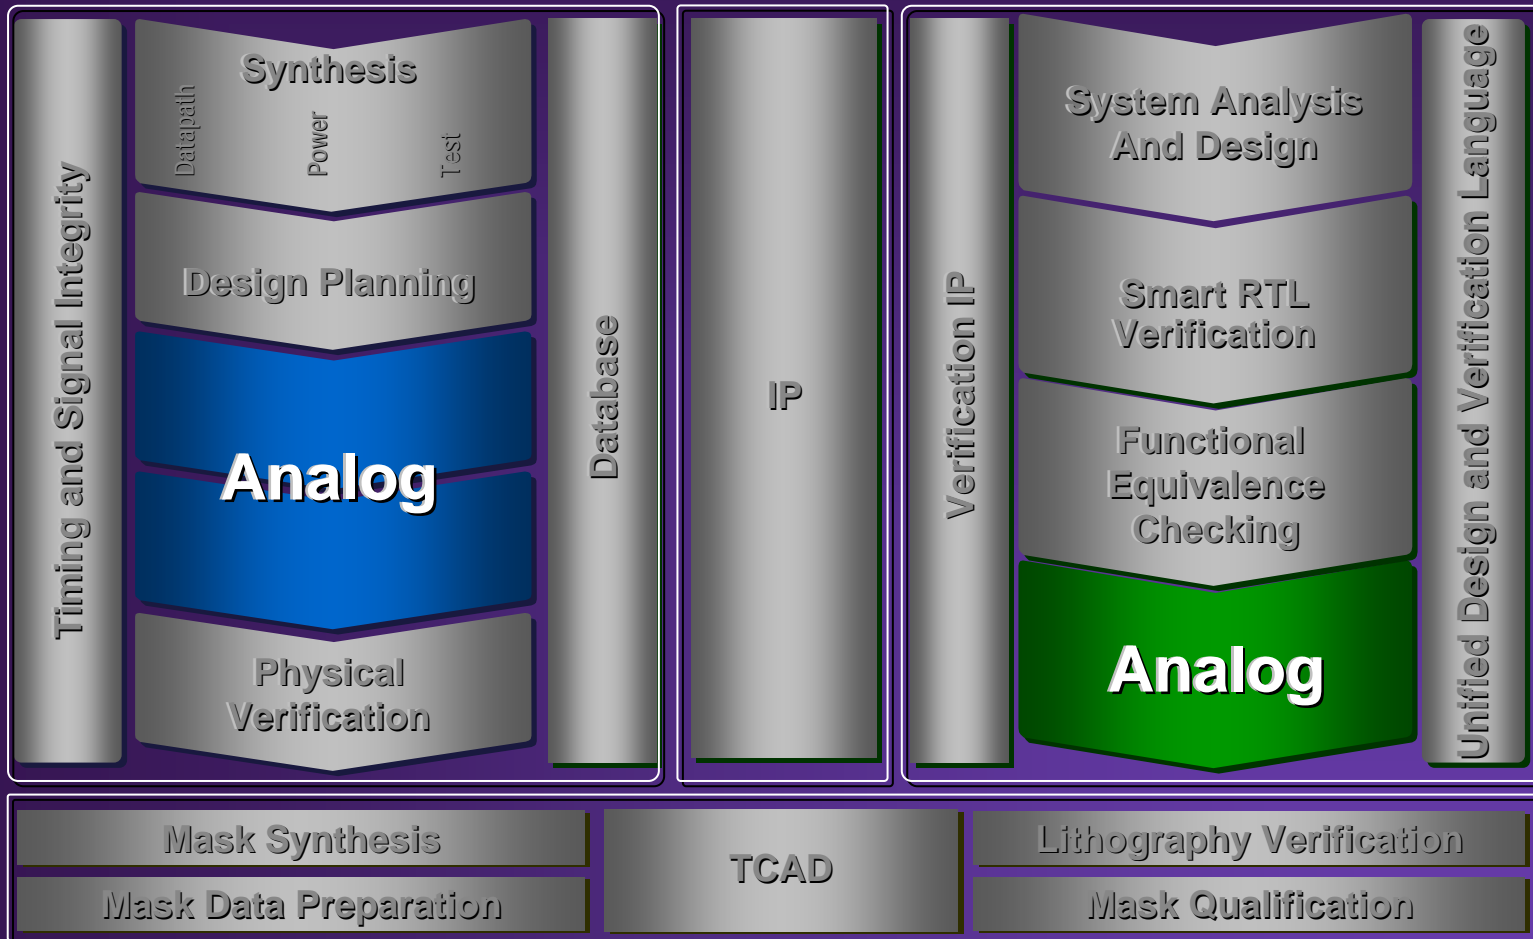 Timing and Signal Integrity
Synthesis
Datapath
Power
Test
Design Planning
Analog
Physical
Verification
Database
IP
Verification IP
System Analysis
And Design
Smart RTL
Verification
Functional
Equivalence
Checking
Analog
Unified Design and Verification Language
Mask Synthesis
Mask Data Preparation
TCAD
Lithography Verification
Mask Qualification